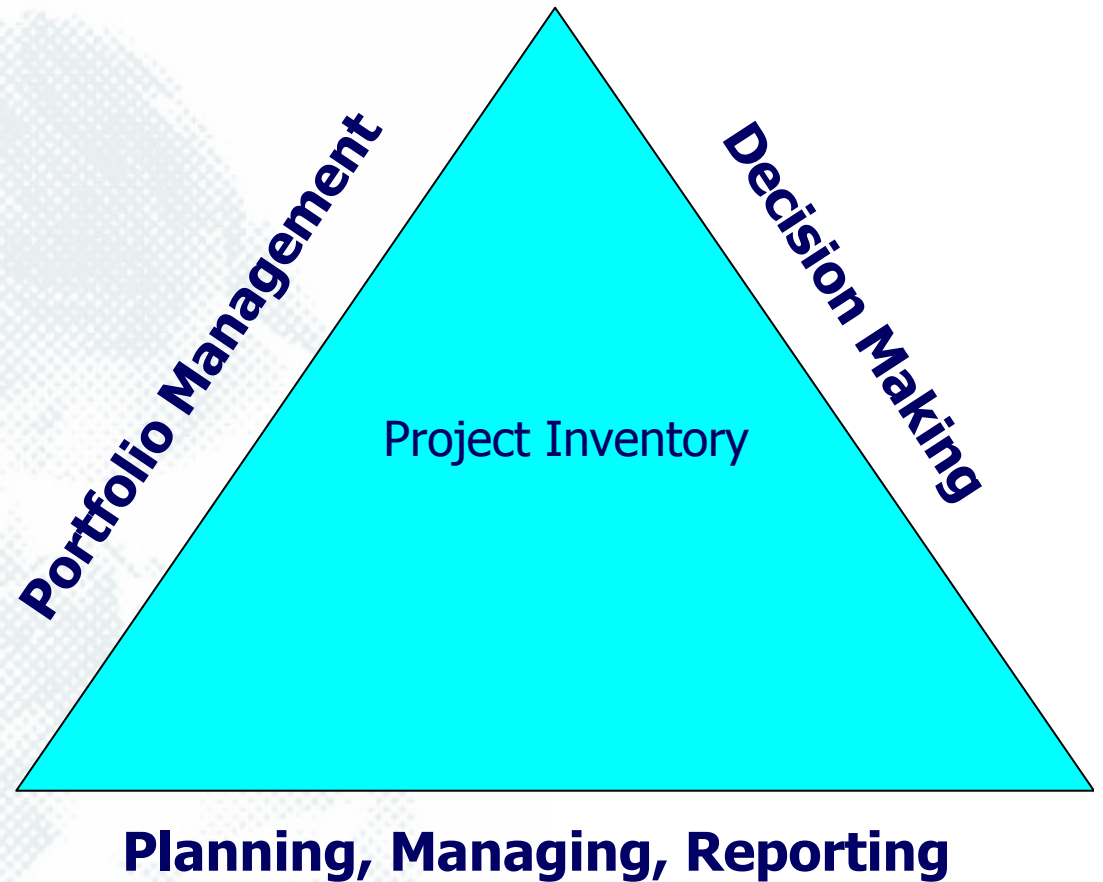 Portfolio Management
Decision Making
Project Inventory
Planning, Managing, Reporting